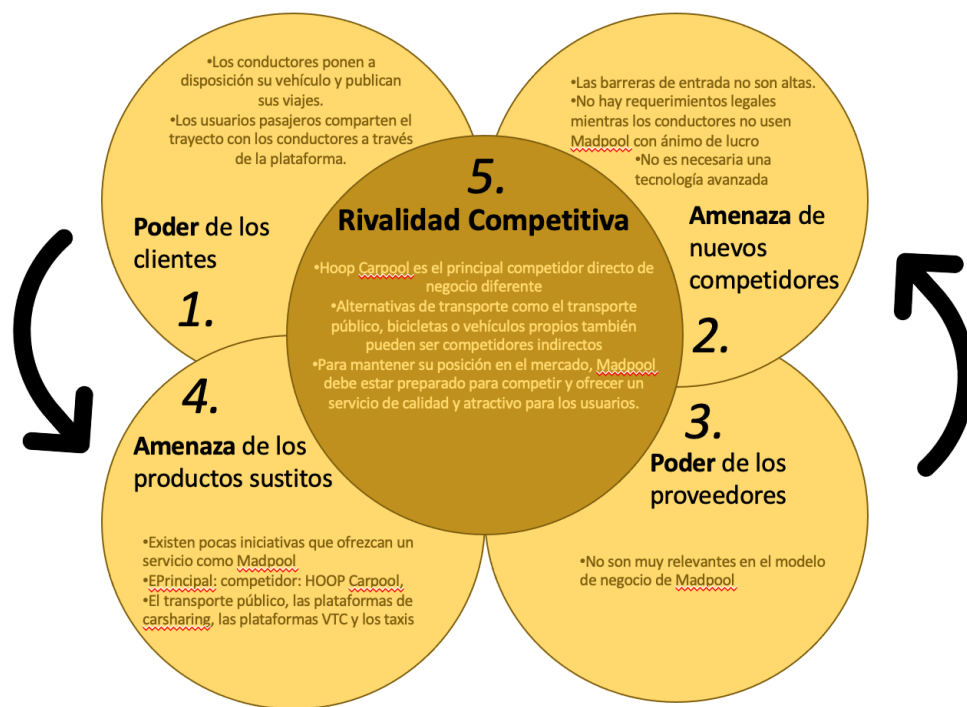 •Los conductores ponen a
disposición su vehículo y publican
sus viajes.
•Los usuarios pasajeros comparten el
trayecto con los conductores a través
de la plataforma.
Poder de los
clientes
1.
•Las barreras de entrada no son altas.
•No hay requerimientos legales
mientras los conductores no usen
Madpool con ánimo de lucro
•No es necesaria una
tecnología avanzada
Amenaza de
nuevos
competidores
2.
5.
Rivalidad Competitiva
•Hoop Carpool es el principal competidor directo de
negocio diferente
•Alternativas de transporte como el transporte
público, bicicletas o vehículos propios también
pueden ser competidores indirectos
•Para mantener su posición en el mercado, Madpool
debe estar preparado para competir y ofrecer un
servicio de calidad y atractivo para los usuarios.
4.
Amenaza de los
productos sustitos
•Existen pocas iniciativas que ofrezcan un
servicio como Madpool
•EPrincipal: competidor: HOOP Carpool,
•El transporte público, las plataformas de
carsharing, las plataformas VTC y los taxis
3.
Poder de los
proveedores
•No son muy relevantes en el modelo
de negocio de Madpool